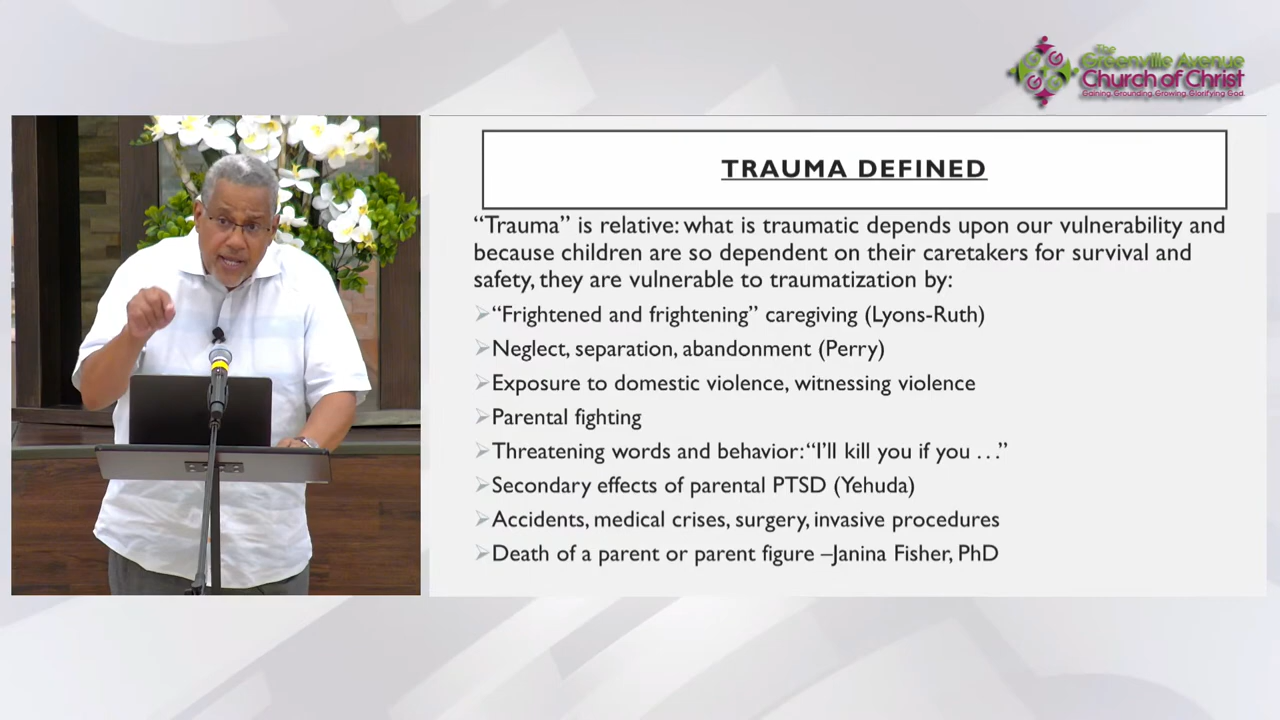 The
Greenville Avenue
Church of Christ
Gaining. Grounding. Growing. Glorifying God.
TRAUMA DEFINED
“Trauma” is relative: what is traumatic depends upon our vulnerability and
because children are so dependent on their caretakers for survival and
safety, they are vulnerable to traumatization by:
➢“Frightened and frightening” caregiving (Lyons-Ruth)
➢Neglect, separation, abandonment (Perry)
➢Exposure to domestic violence, witnessing violence
➢Parental fighting
➢Threatening words and behavior: “I’ll kill you if you . . .”
➢Secondary effects of parental PTSD (Yehuda)
➢Accidents, medical crises, surgery, invasive procedures
➢Death of a parent or parent figure –Janina Fisher, PhD